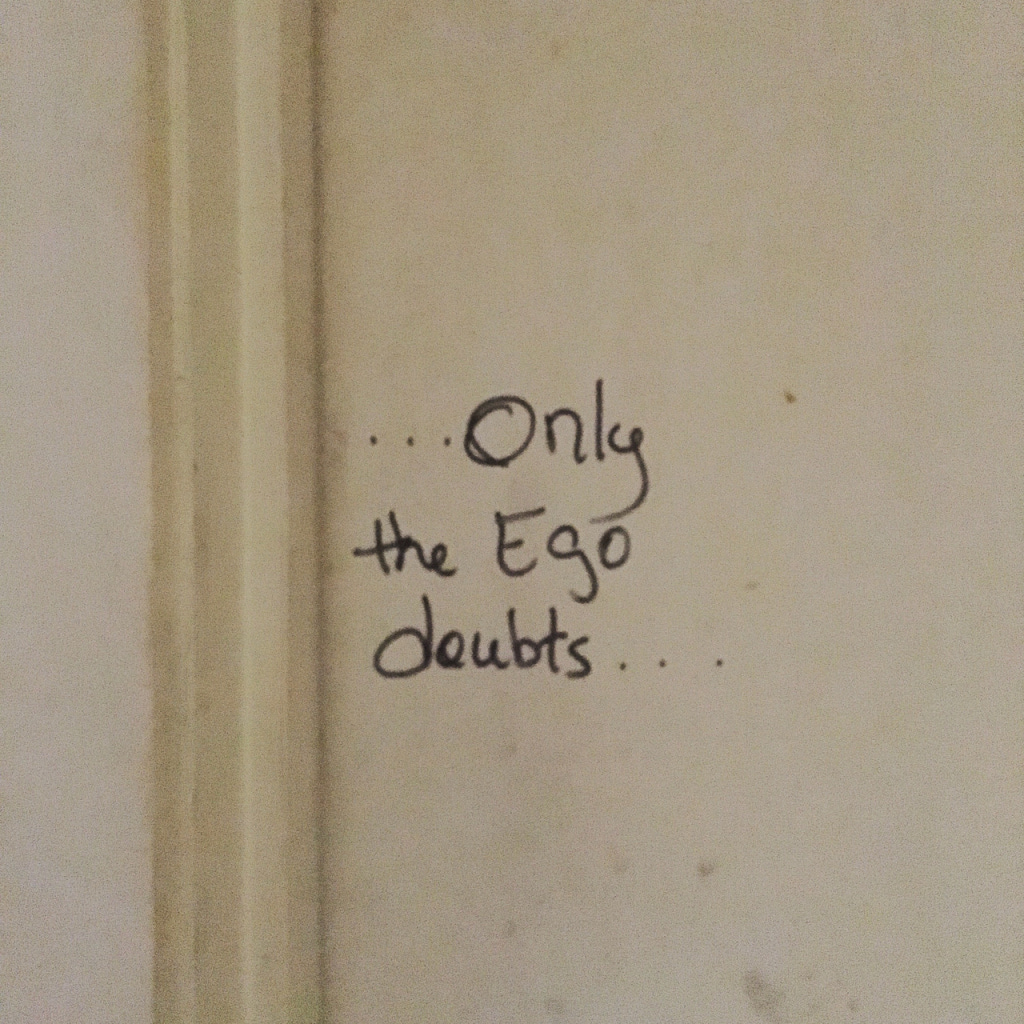 ...Only
the Ego
doubts. . .